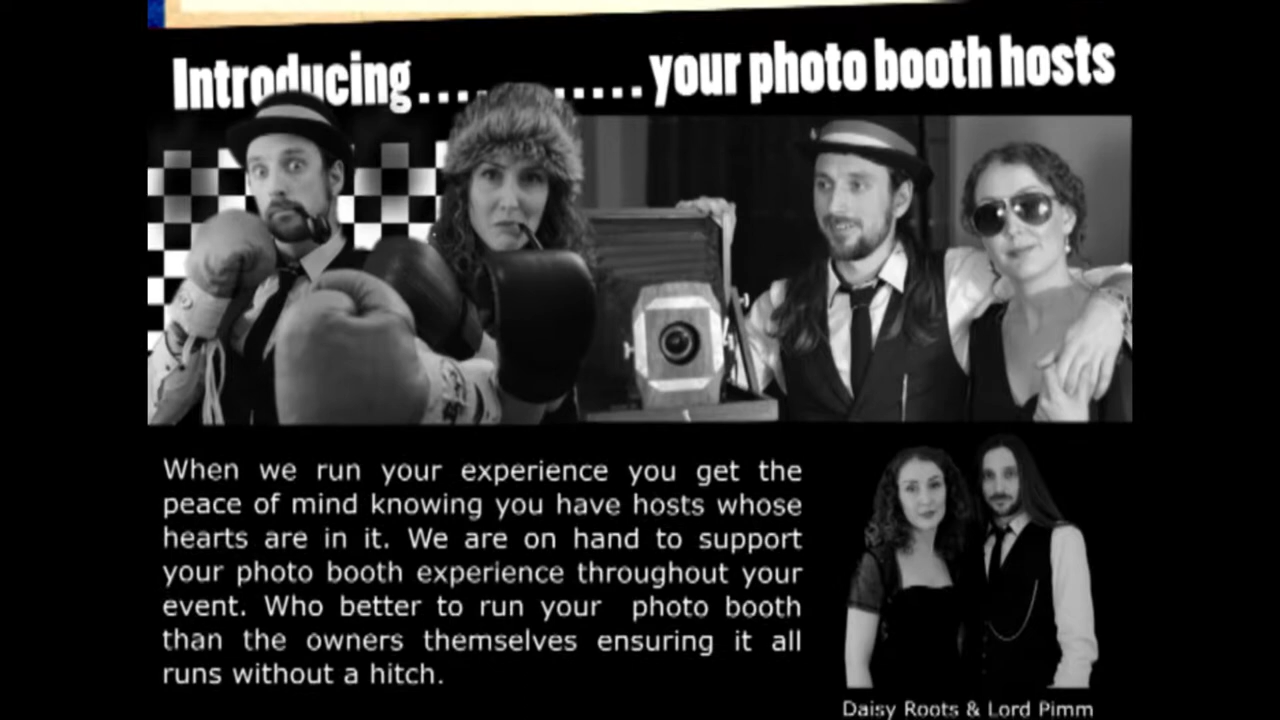 Introducing............your photo booth hosts
When we run your experience you get the
peace of mind knowing you have hosts whose
hearts are in it. We are on hand to support
your photo booth experience throughout your
event. Who better to run your photo booth
than the owners themselves ensuring it all
runs without a hitch.
Daisy Roots & Lord Pimm